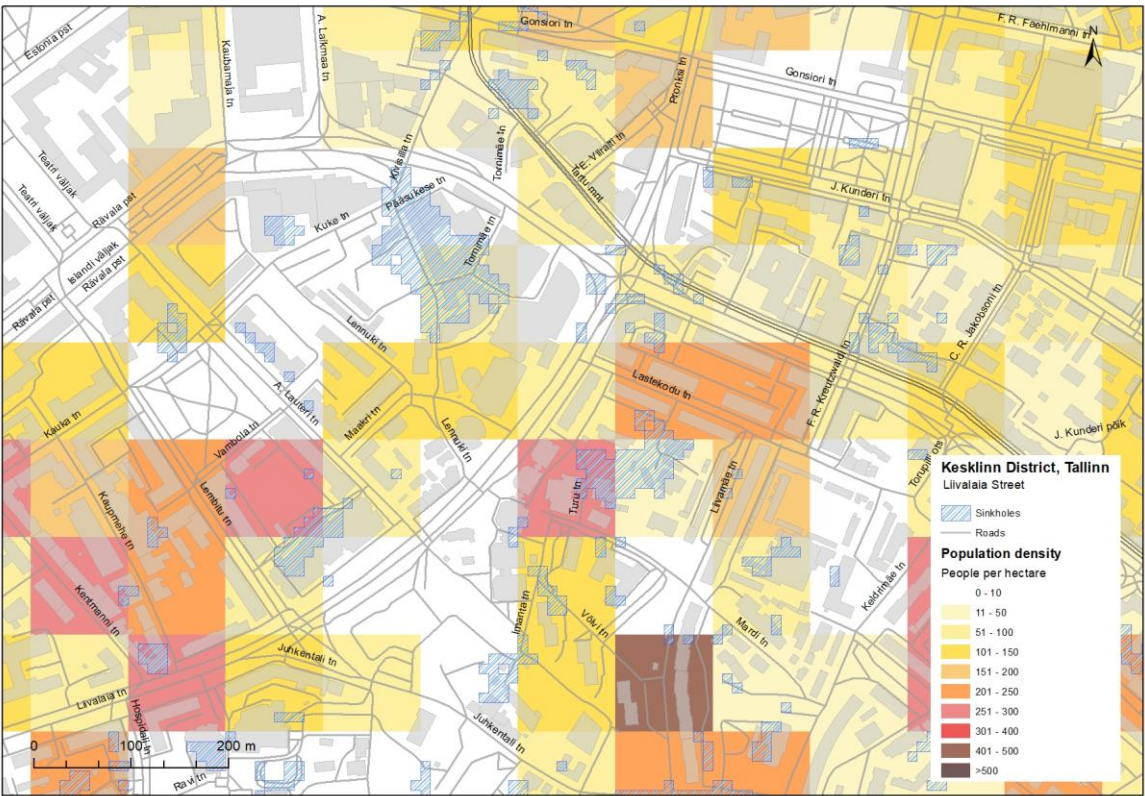 Estonia pst
Kaubamaja tn
A. Laikmaa tn
Gonsiori tn
F. R. Faehlmanni tn
N
Gonsiori tn
Pronksi tn
Kivisilla tn
Tornimäe tn
E. Viiralti tn
Tartu mnt
Teatri väljak
Teatri väljak
Rävala pst
Pääsukese tn
Kuke tn
J. Kunderi tn
Islandi väljak
Rävala pst
Tornimäe tn
Rävala pst
Lennuki tn
C. R. Jakobsoni tn
A. Lauteri tn
Lastekodu tn
F. R. Kreutzwaldi tn
Kauka tn
Maakri tn
Vambola tn
Lennuki tn
J. Kunderi põik
Torupilli ots
Kaupmehe tn
Lembitu tn
Turu tn
Liivamäe tn
Keldrimäe tn
Kentmanni tn
Imanta tn
Võlvi tn
Mardi tn
Juhkentali tn
Liivalaia tn
Hospidali tn
Juhkentali tn
Ravi tn
0 100 200 m
Kesklinn District, Tallinn
Liivalaia Street
Sinkholes
Roads
Population density
People per hectare
0 - 10
11 - 50
51 - 100
101 - 150
151 - 200
201 - 250
251 - 300
301 - 400
401 - 500
>500